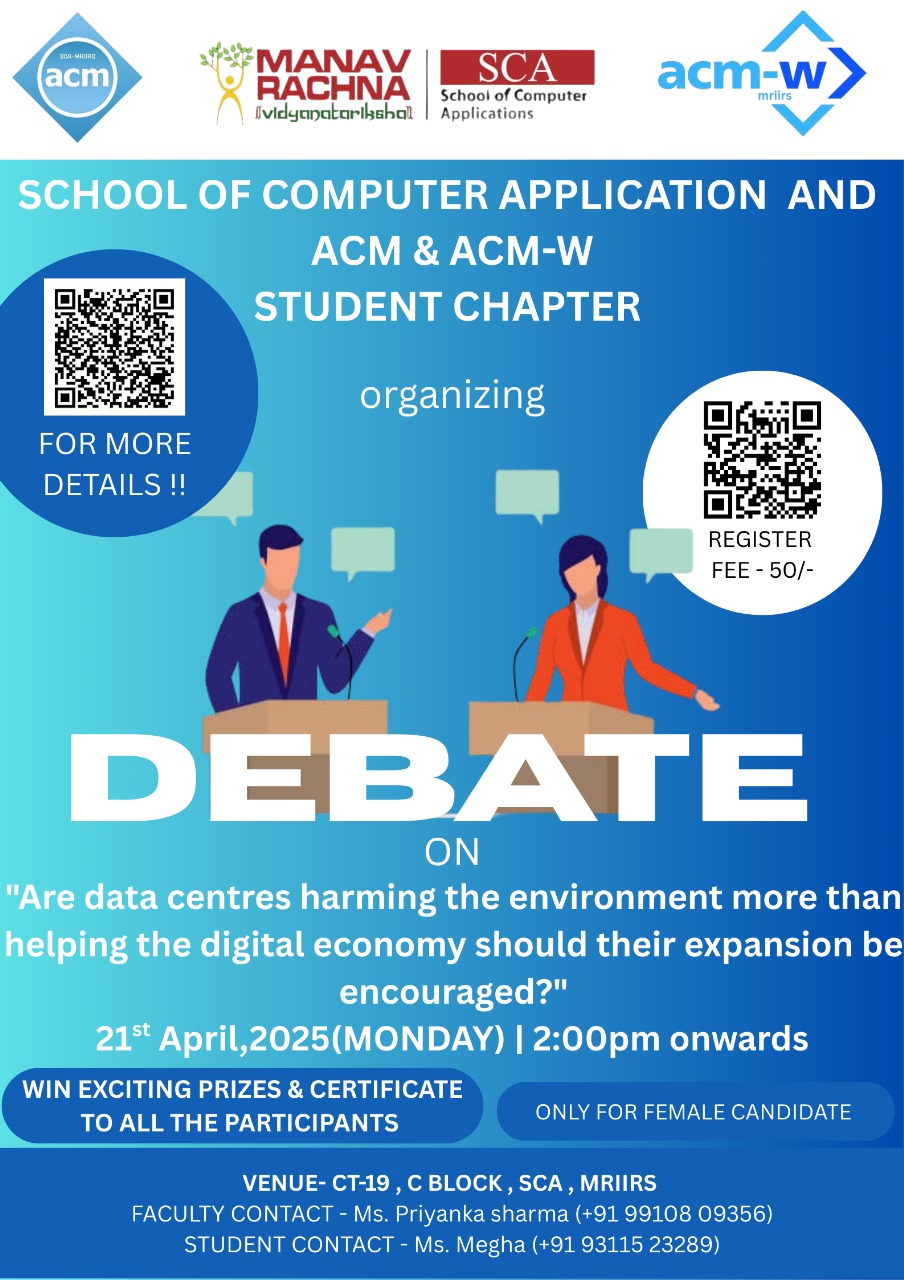 SCA-MRIIRS
acm
MANAV
RACHNA
vidyanatariksha
SCA
School of Computer
Applications
acm-w
mriirs
SCHOOL OF COMPUTER APPLICATION AND
ACM & ACM-W
STUDENT CHAPTER
organizing
FOR MORE
DETAILS !!
REGISTER
FEE - 50/-
DEBATE
ON
"Are data centres harming the environment more than
helping the digital economy should their expansion be
encouraged?"
21st April,2025(MONDAY) | 2:00pm onwards
WIN EXCITING PRIZES & CERTIFICATE
TO ALL THE PARTICIPANTS
ONLY FOR FEMALE CANDIDATE
VENUE- CT-19 , C BLOCK , SCA , MRIIRS
FACULTY CONTACT - Ms. Priyanka sharma (+91 99108 09356)
STUDENT CONTACT - Ms. Megha (+91 93115 23289)